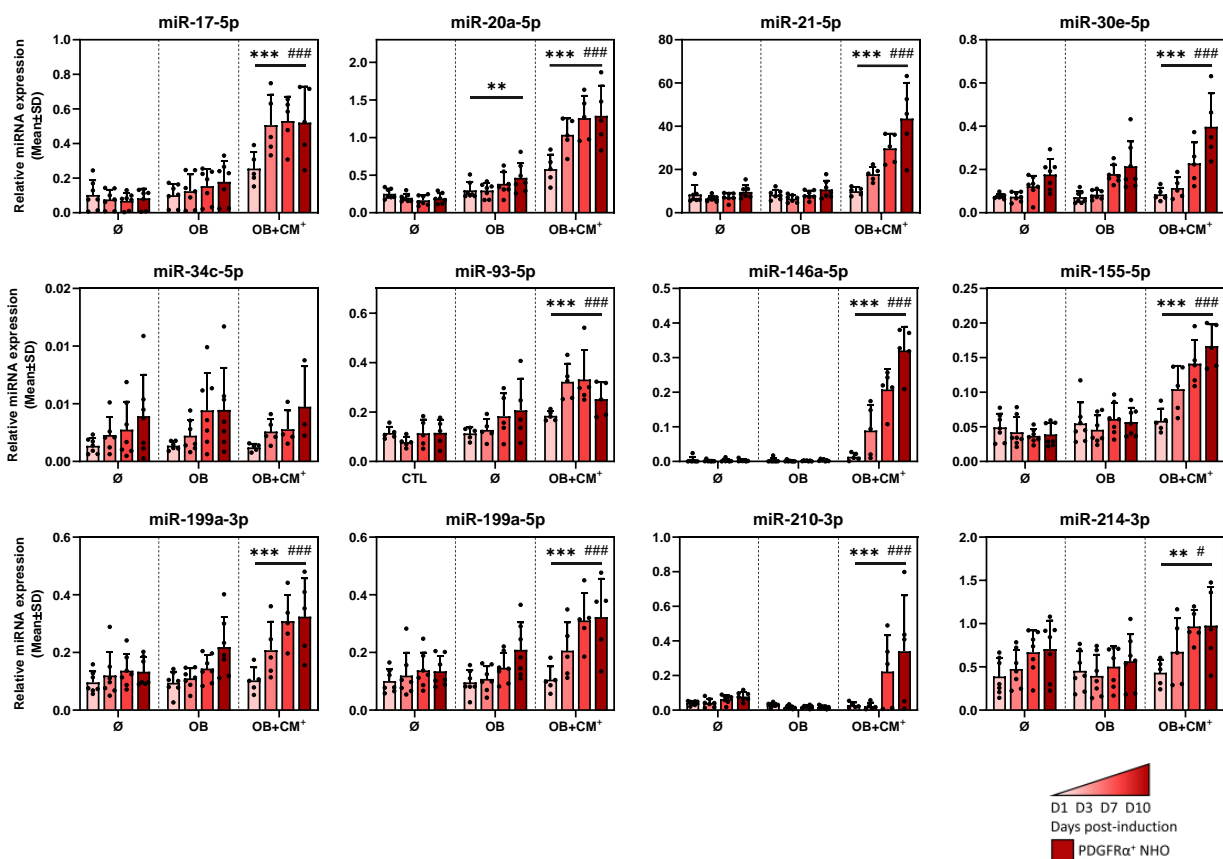 miR-17-5p
miR-20a-5p
miR-21-5p
miR-30e-5p
Relative miRNA expression
(Mean±SD)
1.0
0.8
0.6
0.4
0.2
0.0
*** ###
Ø
OB
OB+CM⁺
2.0
1.5
1.0
0.5
0.0
**
*** ###
Ø
OB
OB+CM⁺
80
60
40
20
0
*** ###
Ø
OB
OB+CM⁺
0.8
0.6
0.4
0.2
0.0
*** ###
Ø
OB
OB+CM⁺
miR-34c-5p
miR-93-5p
miR-146a-5p
miR-155-5p
Relative miRNA expression
(Mean±SD)
0.02
0.01
0.01
0.00
Ø
OB
OB+CM⁺
0.6
0.4
0.2
0.0
*** ###
CTL
Ø
OB+CM⁺
0.5
0.4
0.3
0.2
0.1
0.0
*** ###
Ø
OB
OB+CM⁺
0.25
0.20
0.15
0.10
0.05
0.00
*** ###
Ø
OB
OB+CM⁺
miR-199a-3p
miR-199a-5p
miR-210-3p
miR-214-3p
Relative miRNA expression
(Mean±SD)
0.6
0.4
0.2
0.0
*** ###
Ø
OB
OB+CM⁺
0.6
0.4
0.2
0.0
*** ###
Ø
OB
OB+CM⁺
1.0
0.8
0.6
0.4
0.2
0.0
*** ###
Ø
OB
OB+CM⁺
2.0
1.5
1.0
0.5
0.0
** #
Ø
OB
OB+CM⁺
D1 D3 D7 D10
Days post-induction
PDGFRα⁺ NHO